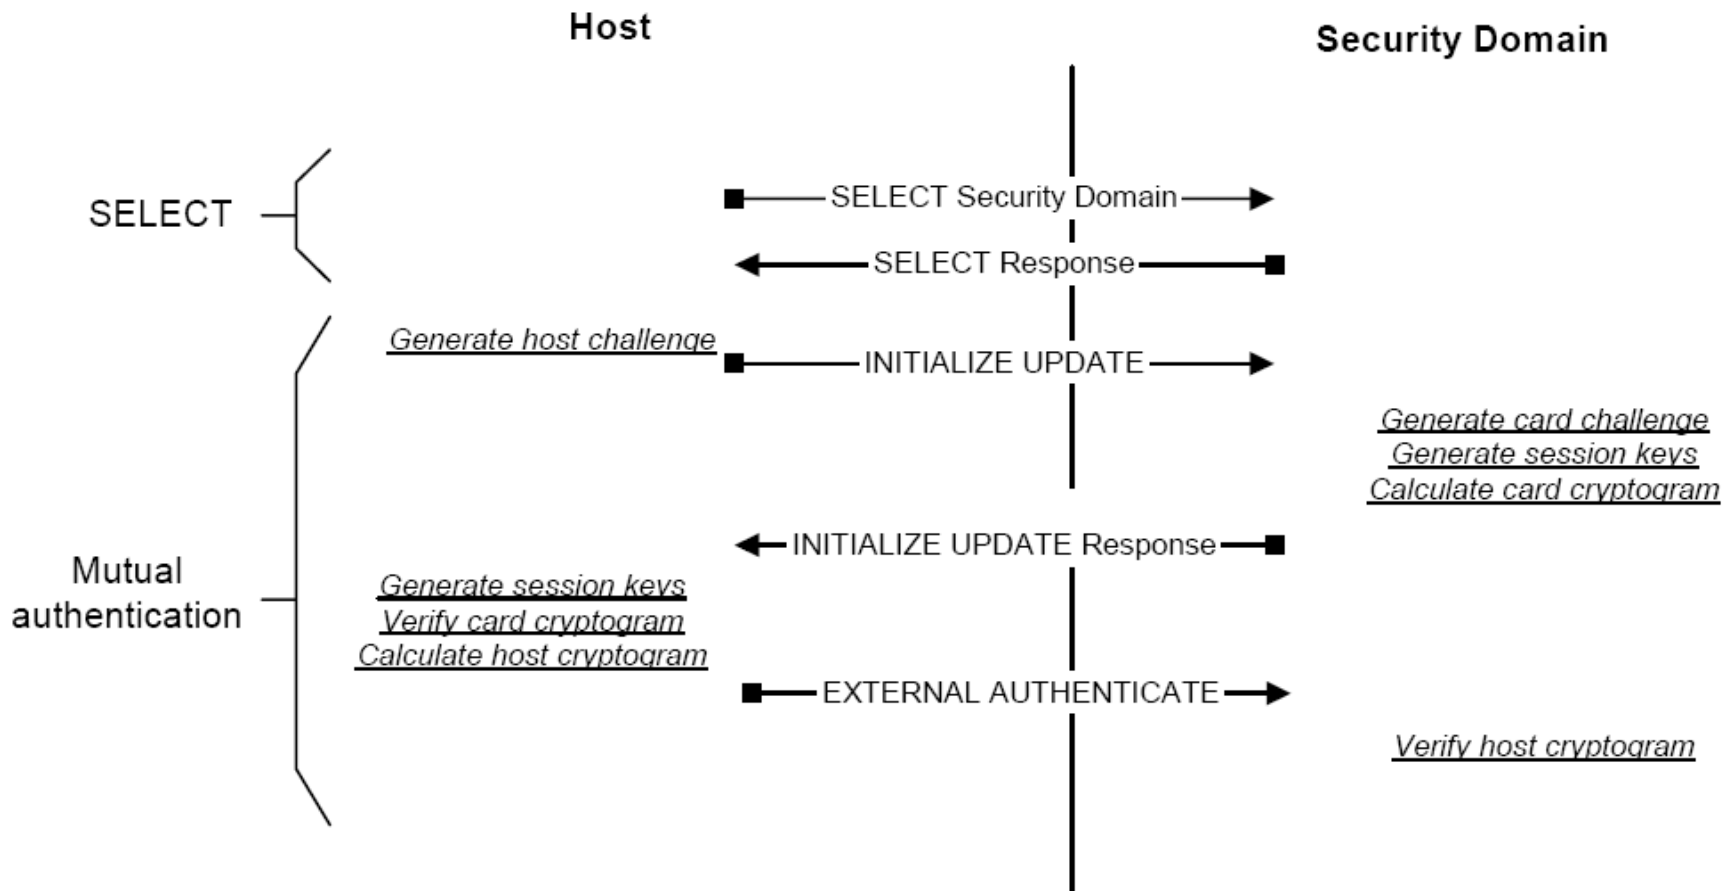 Host
Security Domain
SELECT
SELECT Security Domain
SELECT Response
Generate host challenge
INITIALIZE UPDATE
Generate card challenge
Generate session keys
Calculate card cryptogram
INITIALIZE UPDATE Response
Mutual
authentication
Generate session keys
Verify card cryptogram
Calculate host cryptogram
EXTERNAL AUTHENTICATE
Verify host cryptogram